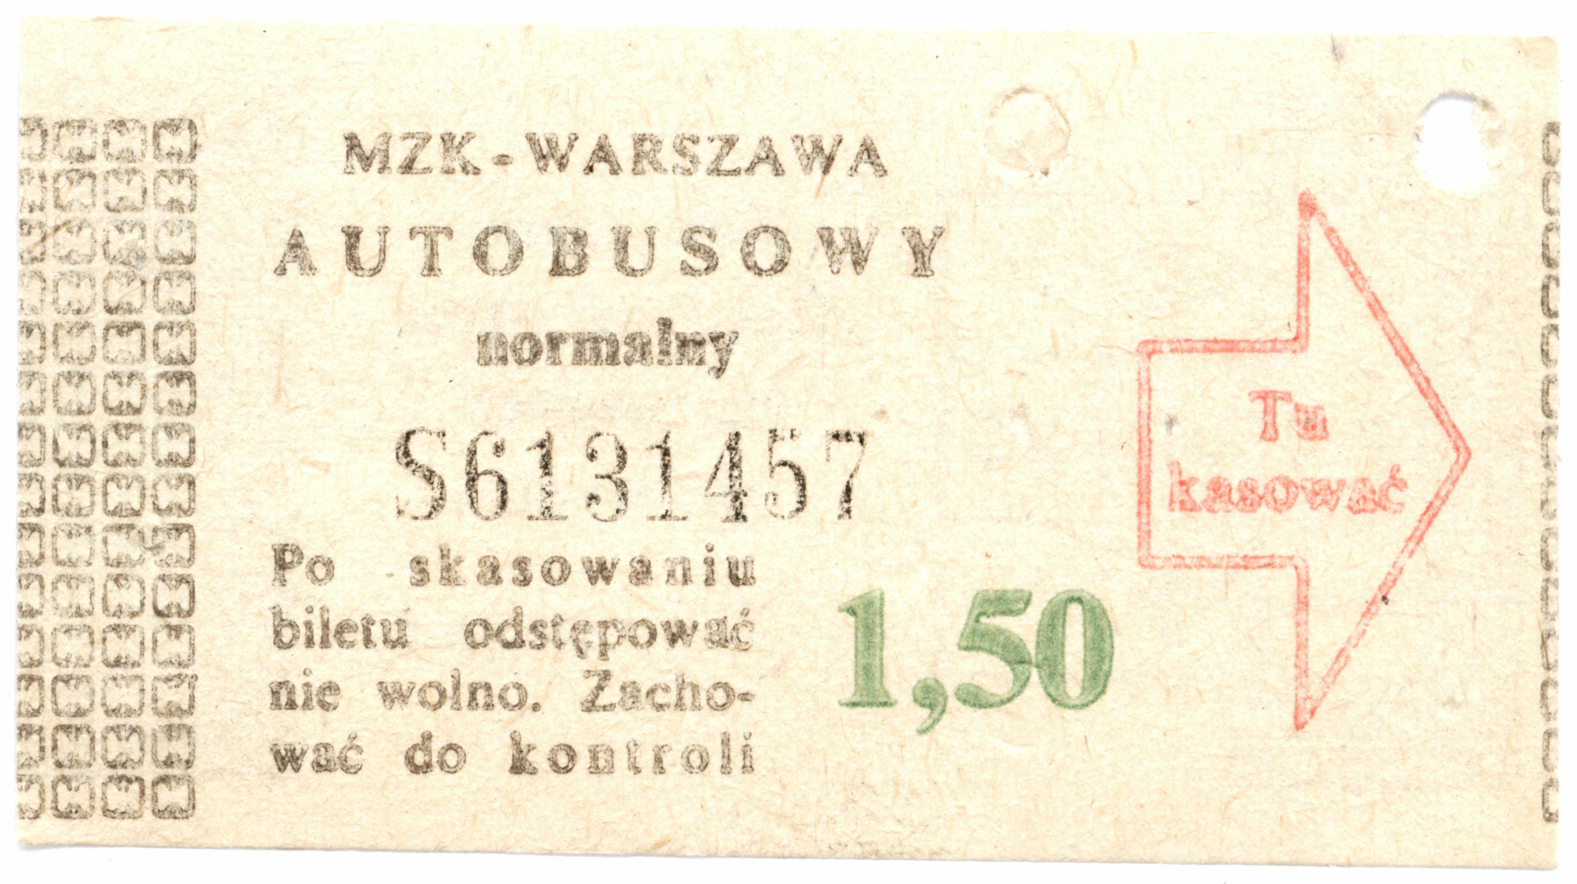 MZK-WARSZAWA
AUTOBUSOWY
normalny
S6131457
Po skasowaniu
biletu odstępować
nie wolno. Zacho-
wać do kontroli
1,50
Tu
kasować